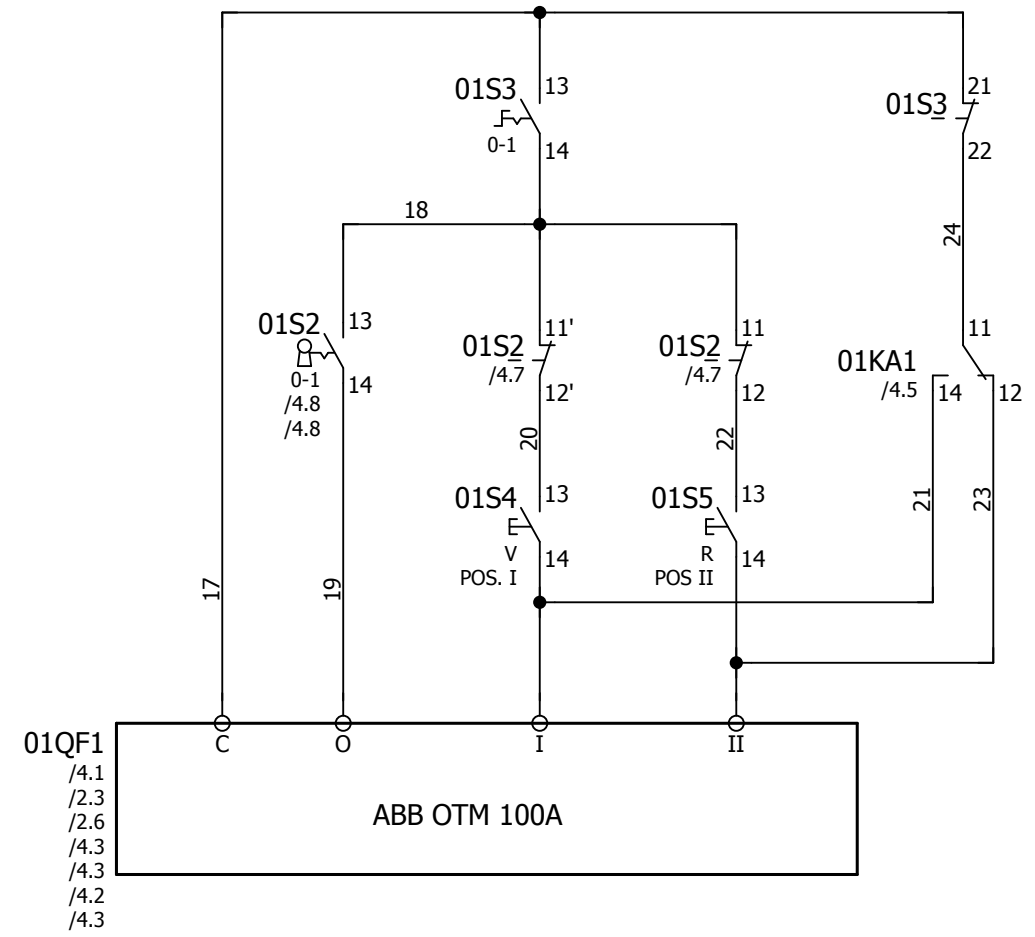 01S3
13
0-1
14
01S3
21
22
18
24
01S2
13
0-1
14
/4.8
/4.8
01S2
11'
/4.7
12'
01S2
11
/4.7
12
01KA1
11
/4.5
14
12
20
22
01S4
13
V
14
POS. I
01S5
13
R
14
POS II
21
23
17
19
01QF1
C
O
I
II
/4.1
/2.3
/2.6
/4.3
/4.3
/4.2
/4.3
ABB OTM 100A